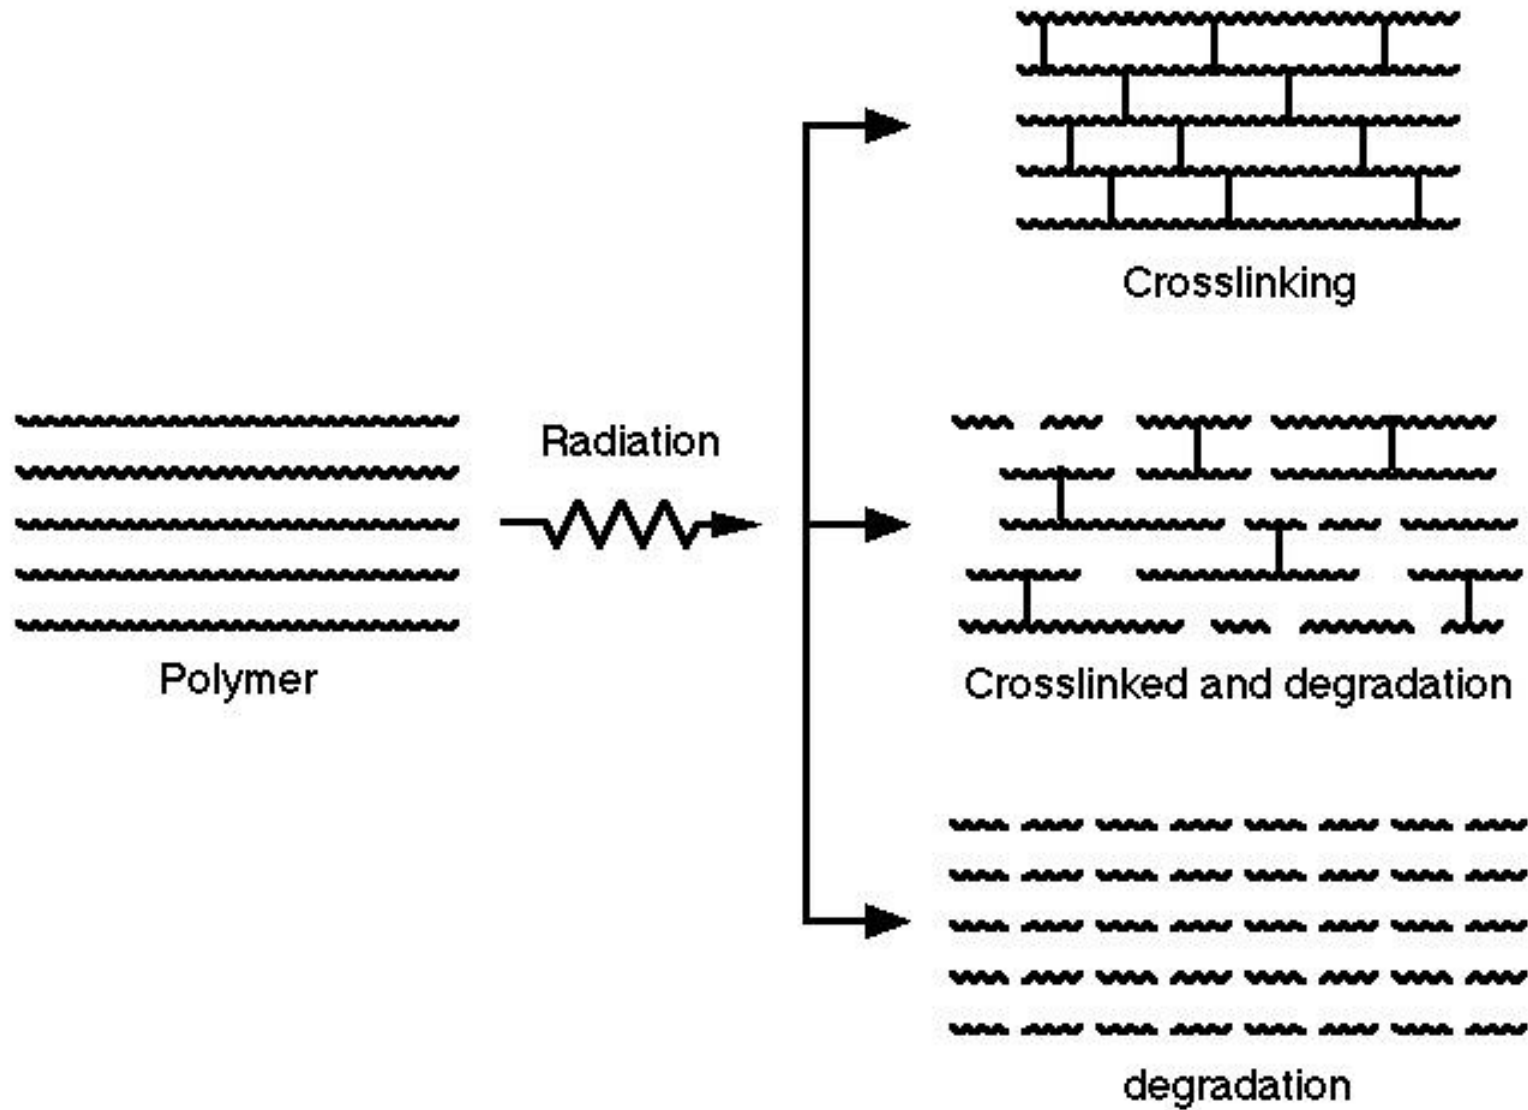 Crosslinking
Radiation
Polymer
Crosslinked and degradation
degradation